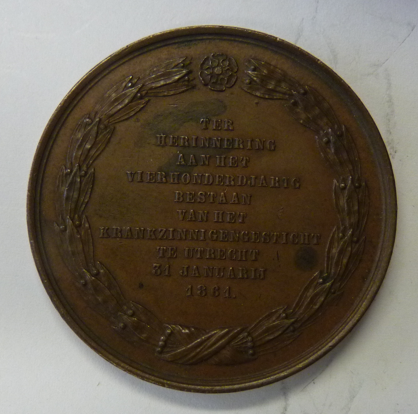 TER
HERINNERING
AAN HET
VIERHONDERDJARIG
BESTAAN
VAN HET
KRANKZINNIGENGESTICHT
TE UTRECHT
31 JANUARIJ
1861.